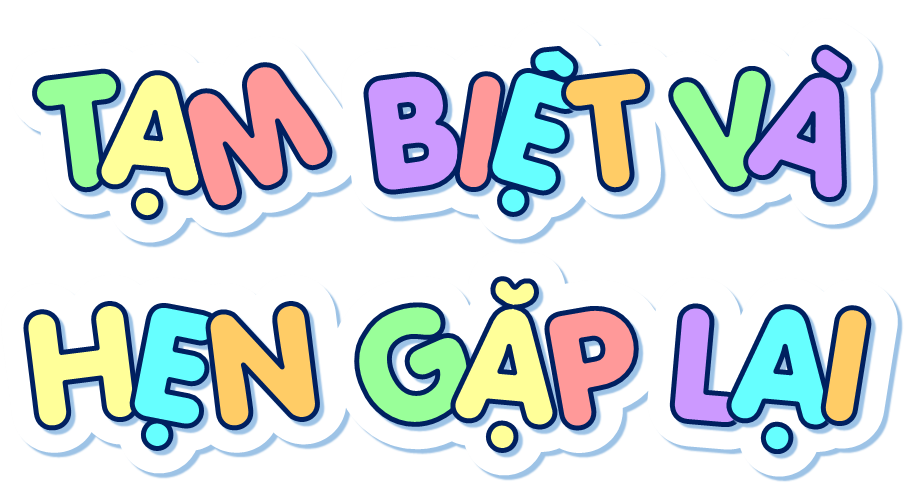 TẠM BIỆT VÀ
HẸN GẶP LẠI